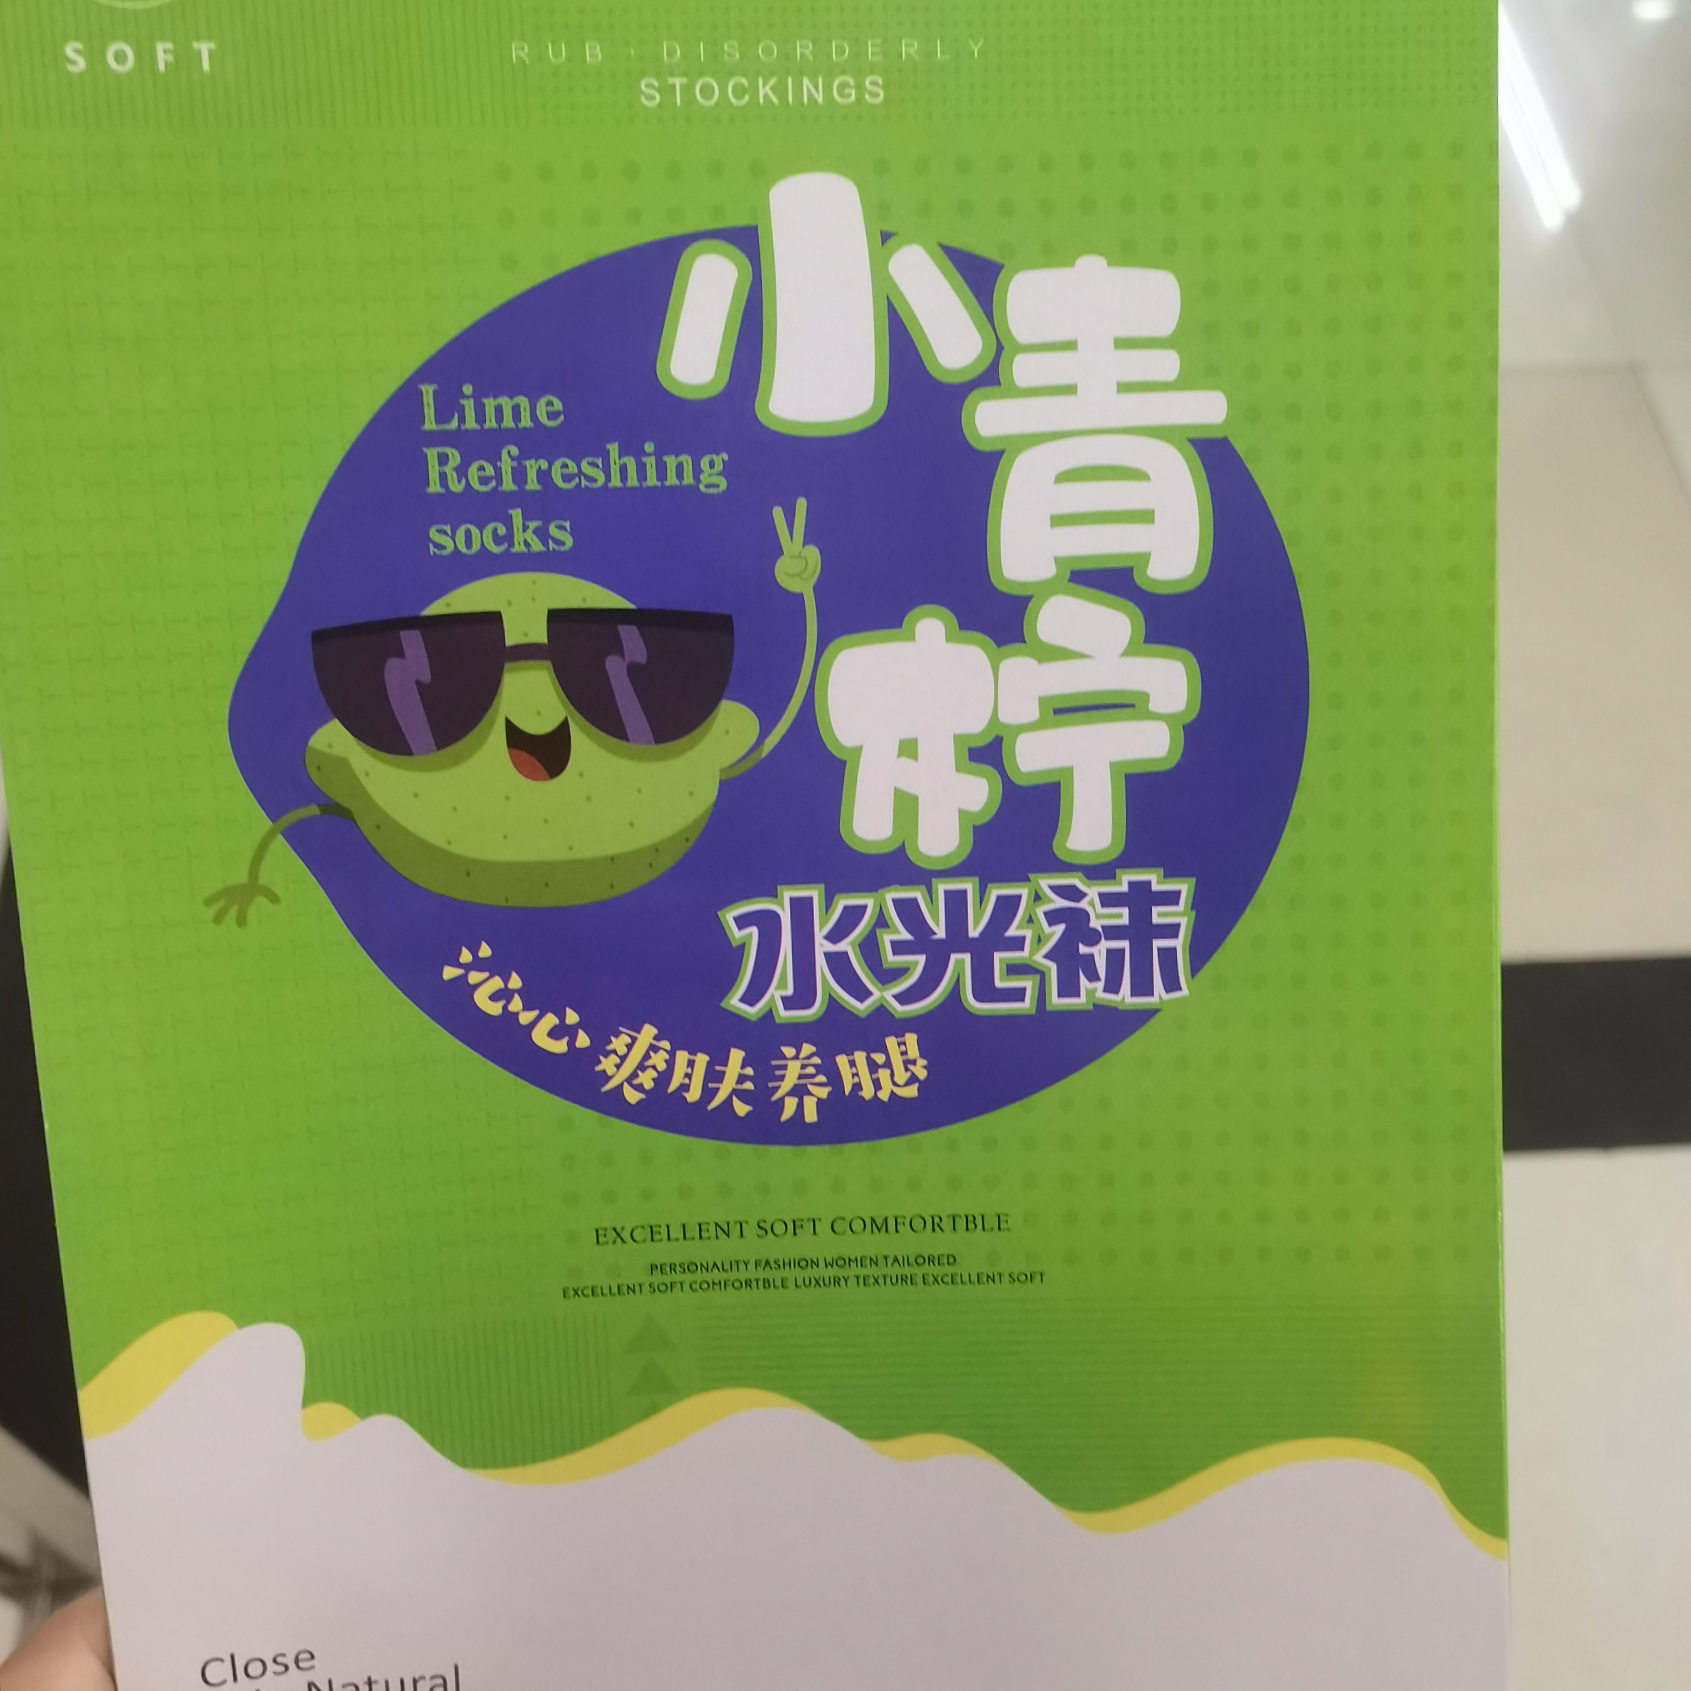 SOFT
RUB · DISORDERLY
STOCKINGS
小青
柠
Lime
Refreshing
socks
水光袜
沁心爽肤养腿
EXCELLENT SOFT COMFORTBLE
PERSONALITY FASHION WOMEN TAILORED
EXCELLENT SOFT COMFORTBLE LUXURY TEXTURE EXCELLENT SOFT
Close
Natural